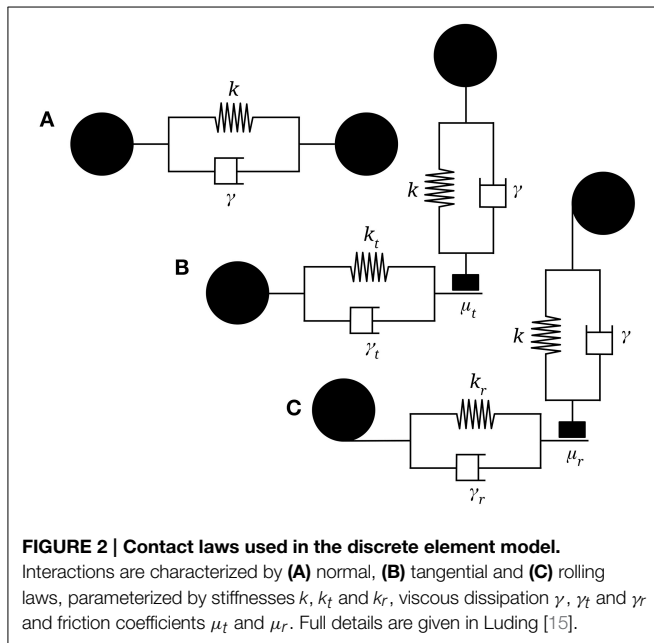 A
k
γ
k
γ
B
k_t
γ_t
μ_t
k
γ
C
k_r
γ_r
μ_r
FIGURE 2 | Contact laws used in the discrete element model.
Interactions are characterized by (A) normal, (B) tangential and (C) rolling
laws, parameterized by stiffnesses k, k_t and k_r, viscous dissipation γ, γ_t and γ_r
and friction coefficients μ_t and μ_r. Full details are given in Luding [15].